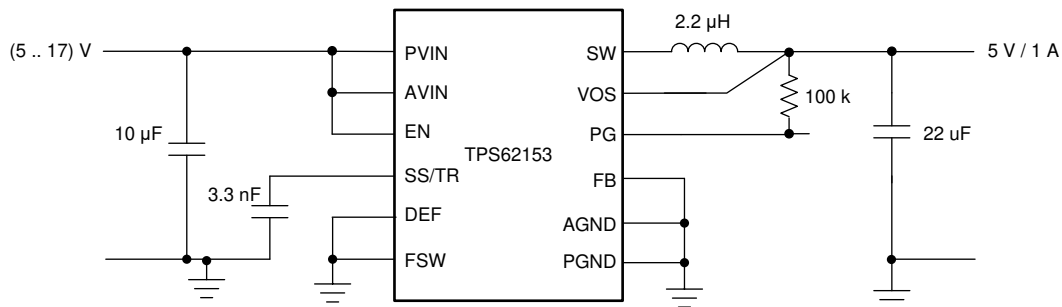 2.2 µH
(5 .. 17) V
PVIN
SW
5 V / 1 A
AVIN
VOS
100 k
10 µF
EN
PG
22 uF
TPS62153
3.3 nF
SS/TR
FB
DEF
AGND
FSW
PGND